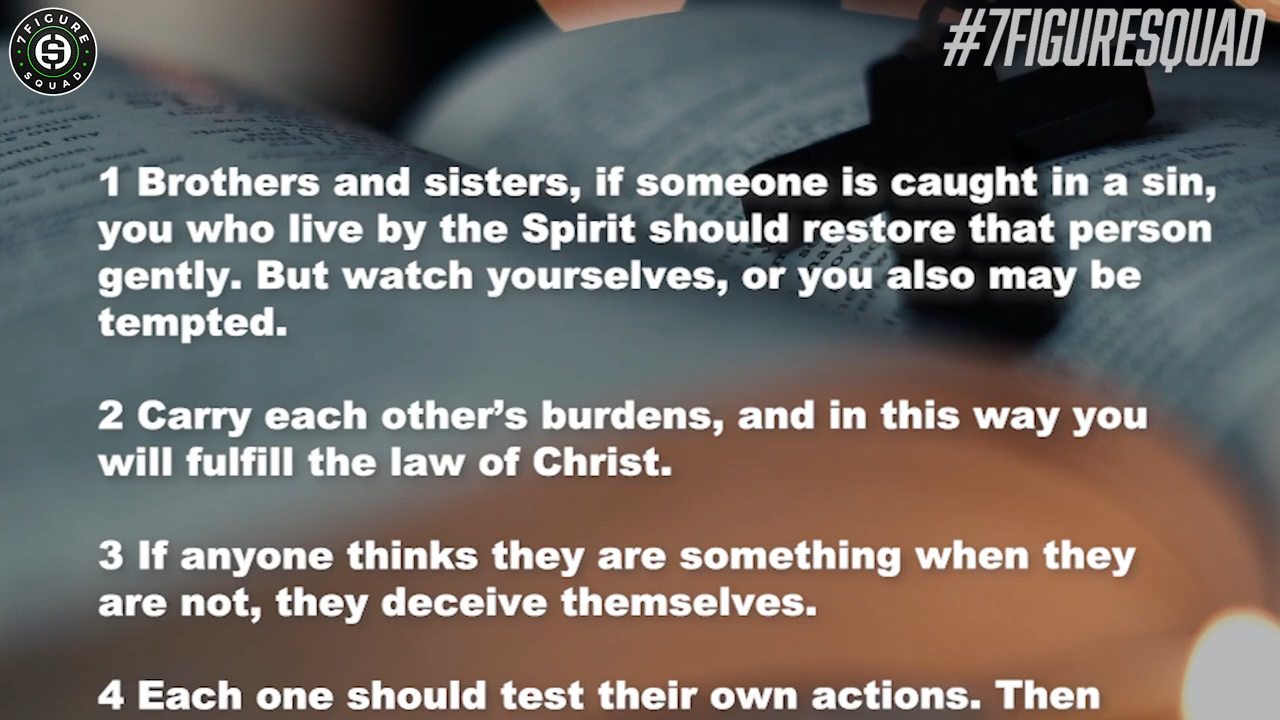 7FIGURE
SQUAD
#7FIGURESQUAD
1 Brothers and sisters, if someone is caught in a sin,
you who live by the Spirit should restore that person
gently. But watch yourselves, or you also may be
tempted.
2 Carry each other’s burdens, and in this way you
will fulfill the law of Christ.
3 If anyone thinks they are something when they
are not, they deceive themselves.
4 Each one should test their own actions. Then